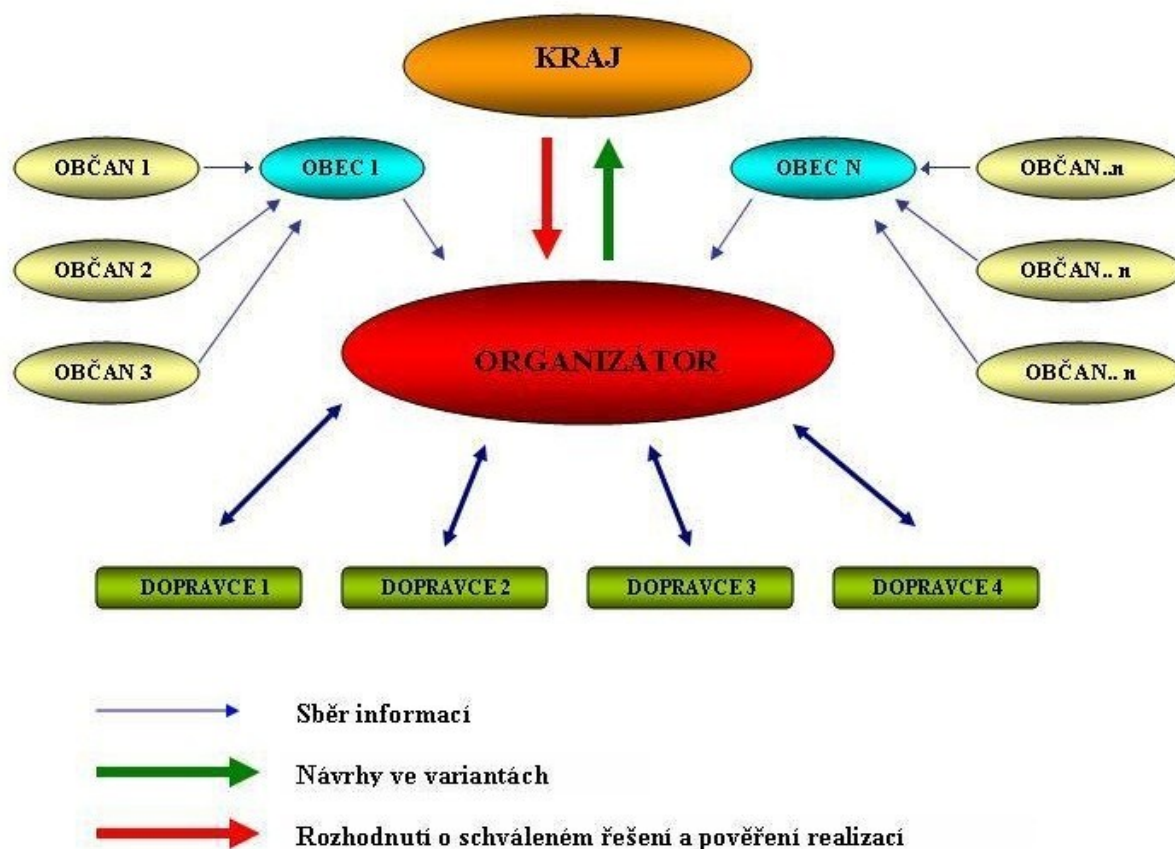 KRAJ
OBČAN 1
OBEC 1
OBEC N
OBČAN..n
OBČAN 2
OBČAN.. n
ORGANIZÁTOR
OBČAN 3
OBČAN.. n
DOPRAVCE 1
DOPRAVCE 2
DOPRAVCE 3
DOPRAVCE 4
Sběr informací
Návrhy ve variantách
Rozhodnutí o schváleném řešení a pověření realizací